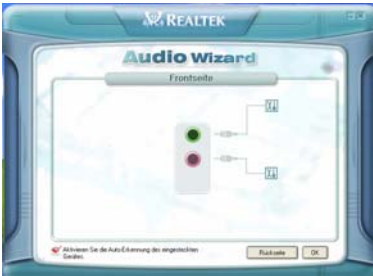 REALTEK
Audio Wizard
Frontseite
Aktivieren Sie die Auto-Erkennung des eingesteckten
Gerätes.
Rückseite
OK